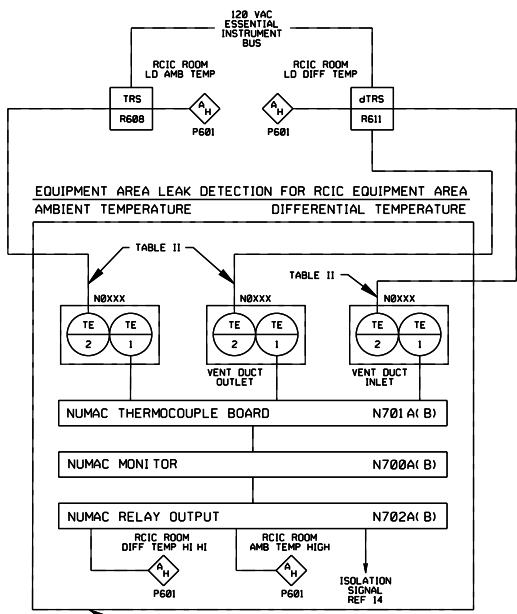 120 VAC
ESSENTIAL
INSTRUMENT
BUS
RCIC ROOM
LD AMB TEMP
RCIC ROOM
LD DIFF TEMP
TRS
R608
A
H
P601
A
H
P601
dTRS
R611
EQUIPMENT AREA LEAK DETECTION FOR RCIC EQUIPMENT AREA
AMBIENT TEMPERATURE
DIFFERENTIAL TEMPERATURE
TABLE II
TABLE II
N0XXX
N0XXX
N0XXX
TE
2
TE
1
TE
2
TE
1
TE
2
TE
1
VENT DUCT
OUTLET
VENT DUCT
INLET
NUMAC THERMOCOUPLE BOARD N701A(B)
NUMAC MONITOR N700A(B)
NUMAC RELAY OUTPUT N702A(B)
RCIC ROOM
DIFF TEMP HI HI
A
H
P601
RCIC ROOM
AMB TEMP HIGH
A
H
P601
ISOLATION
SIGNAL
REF 14